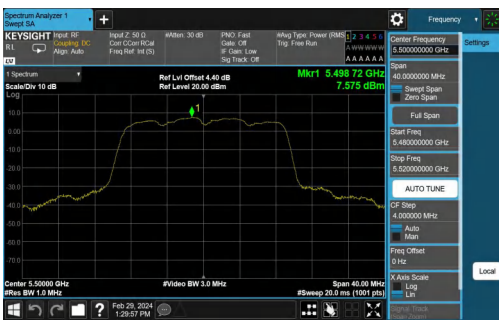 Spectrum Analyzer 1
Swept SA
Frequency
KEYSIGHT
Input: RF
Coupling: DC
Align: Auto
Input Z: 50 Ω
Corr CCorr RCal
Freq Ref: Int (S)
#Atten: 30 dB
PNO: Fast
Gate: Off
IF Gain: Low
Sig Track: Off
#Avg Type: Power (RMS
Trig: Free Run
1 2 3 4 5 6
A W W W W W
A A A A A A
RL
LW
1 Spectrum
Scale/Div 10 dB
Log
Ref Lvl Offset 4.40 dB
Ref Level 20.00 dBm
Mkr1 5.498 72 GHz
7.575 dBm
1
10.0
0.00
-10.0
-20.0
-30.0
-40.0
-50.0
-60.0
-70.0
Center 5.50000 GHz
#Res BW 1.0 MHz
#Video BW 3.0 MHz
Span 40.00 MHz
#Sweep 20.0 ms (1001 pts)
Feb 29, 2024
1:29:57 PM
Center Frequency
5.500000000 GHz
Span
40.0000000 MHz
Swept Span
Zero Span
Full Span
Start Freq
5.480000000 GHz
Stop Freq
5.520000000 GHz
AUTO TUNE
CF Step
4.000000 MHz
Auto
Man
Freq Offset
0 Hz
X Axis Scale
Log
Lin
Signal Track
Settings
Local